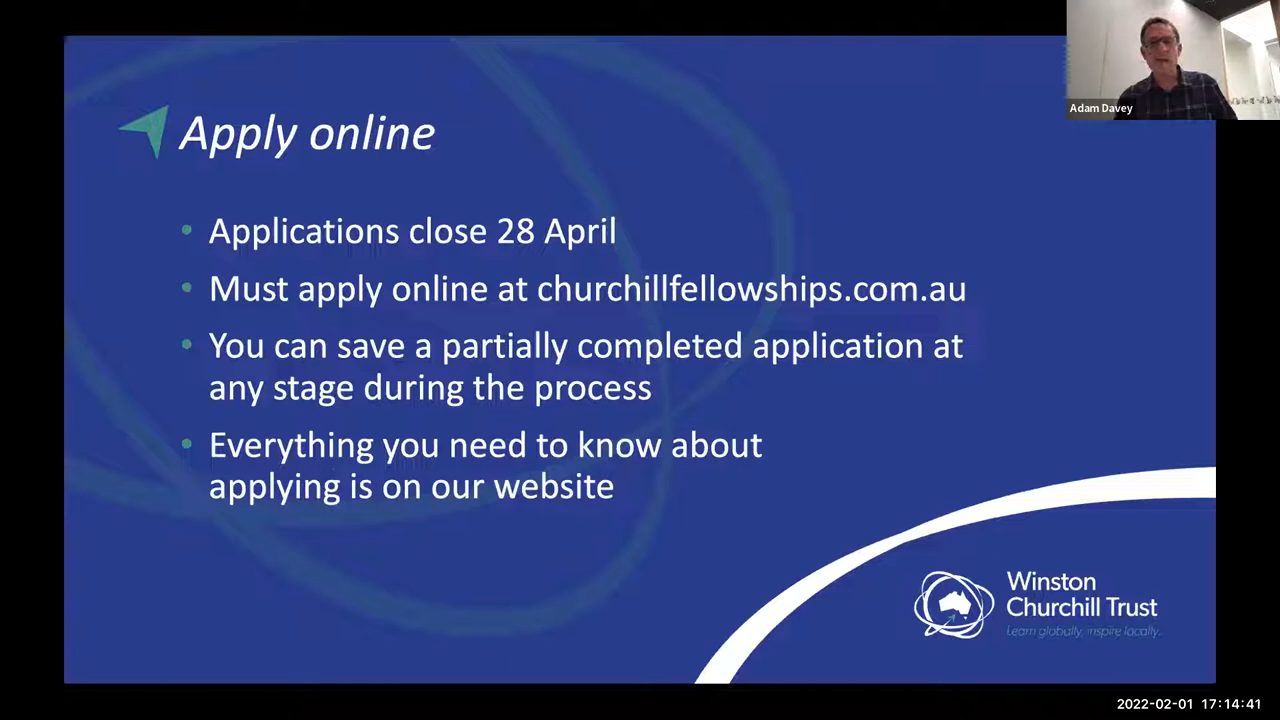 Adam Davey
Apply online
• Applications close 28 April
• Must apply online at churchillfellowships.com.au
• You can save a partially completed application at
any stage during the process
• Everything you need to know about
applying is on our website
Winston
Churchill Trust
Learn globally, inspire locally.
2022-02-01 17:14:41